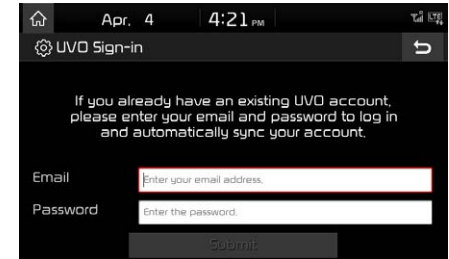 Apr. 4 4:21 PM
UVO Sign-in
If you already have an existing UVO account,
please enter your email and password to log in
and automatically sync your account.
Email Enter your email address.
Password Enter the password.
Submit